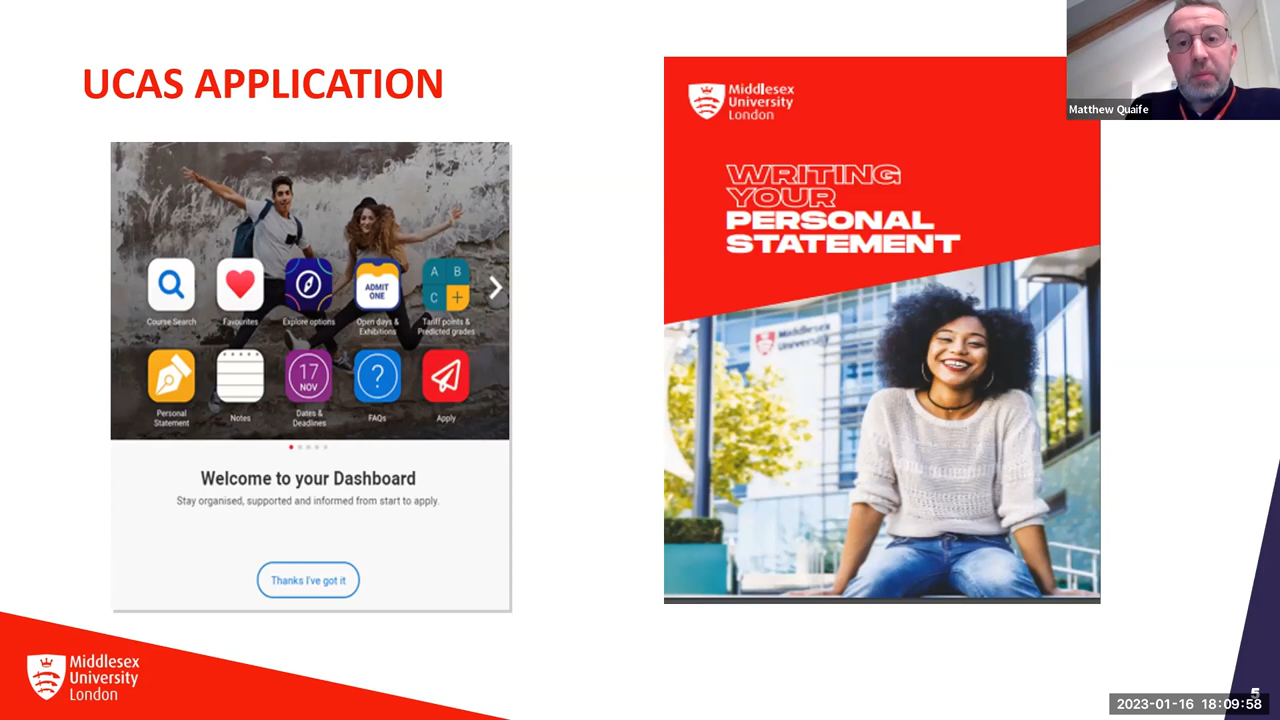 UCAS APPLICATION
Middlesex
University
London
WRITING
YOUR
PERSONAL
STATEMENT
Matthew Quaife
ADMIT
ONE
A B
C +
Course Search
Favourites
Explore options
Open days &
Exhibitions
Tariff points &
Predicted grades
17
NOV
?
Personal
Statement
Notes
Dates &
Deadlines
FAQs
Apply
Welcome to your Dashboard
Stay organised, supported and informed from start to apply.
Thanks I've got it
Middlesex
University
Middlesex
University
London
5
2023-01-16 18:09:58